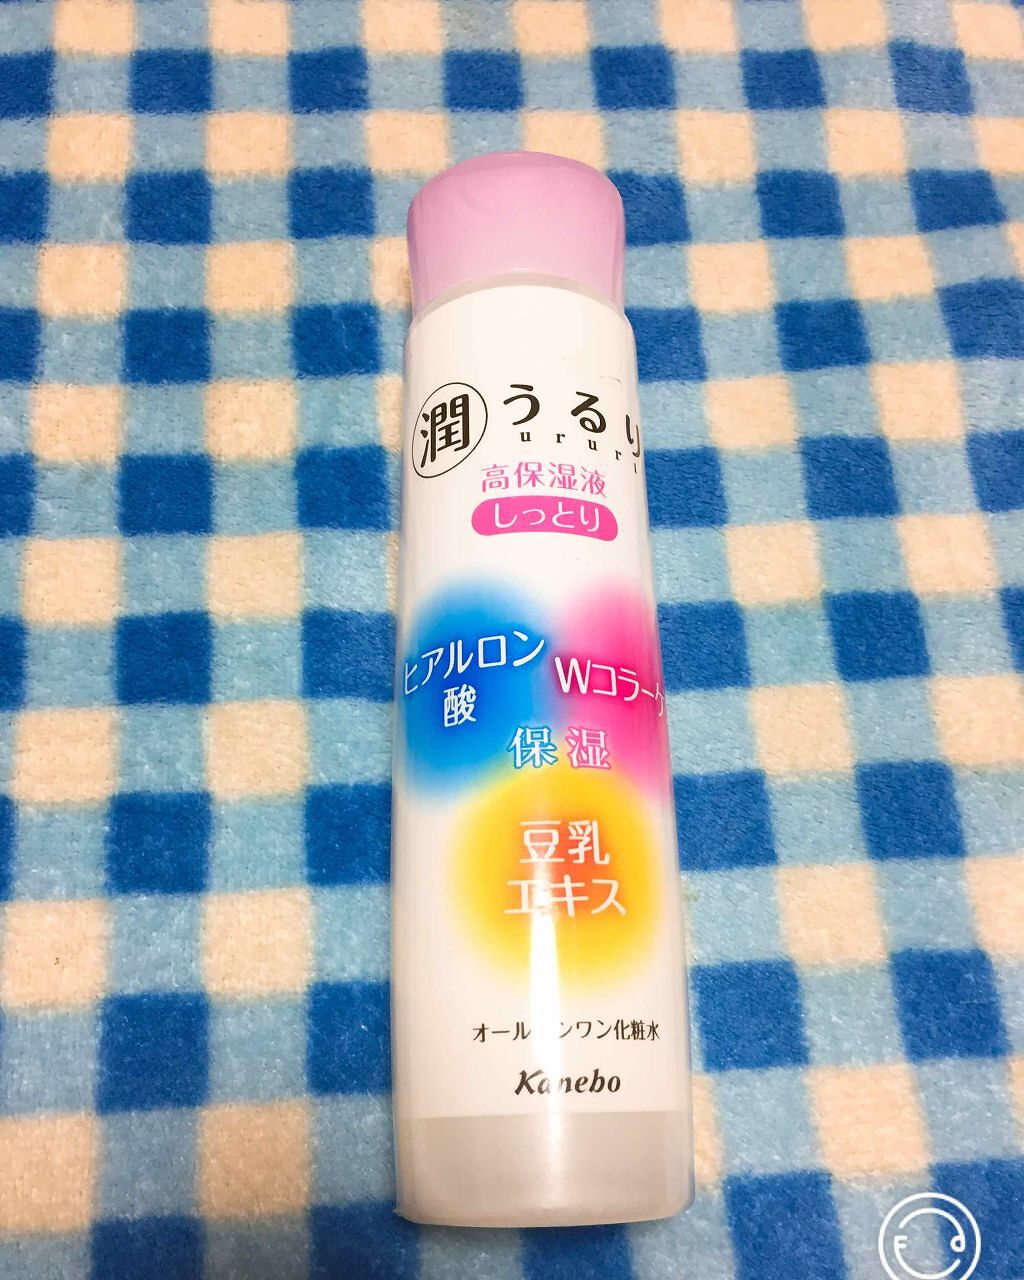 潤 うるり
ururi
高保湿液
しっとり
ヒアルロン
酸
Wコラーゲ
保湿
豆乳
エキス
オールインワン化粧水
Kanebo
F d